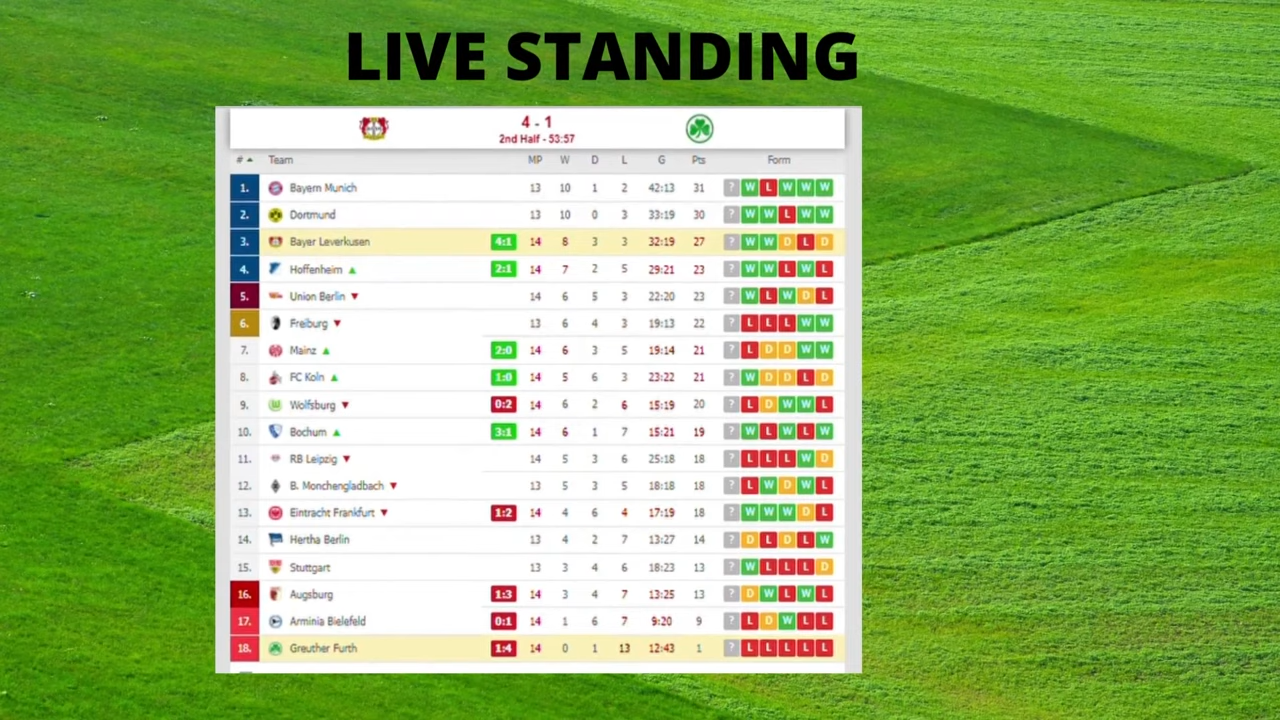 LIVE STANDING
4 - 1
2nd Half - 53:57
# Team MP W D L G Pts Form
1. Bayern Munich 13 10 1 2 42:13 31 ? W L W W W
2. Dortmund 13 10 0 3 33:19 30 ? W W L W W
3. Bayer Leverkusen 4:1 14 8 3 3 32:19 27 ? W W D L D
4. Hoffenheim 2:1 14 7 2 5 29:21 23 ? W W L W L
5. Union Berlin 14 6 5 3 22:20 23 ? W L W D L
6. Freiburg 13 6 4 3 19:13 22 ? L L L W W
7. Mainz 2:0 14 6 3 5 19:14 21 ? L D D W W
8. FC Koln 1:0 14 5 6 3 23:22 21 ? W D D L D
9. Wolfsburg 0:2 14 6 2 6 15:19 20 ? L D W W L
10. Bochum 3:1 14 6 1 7 15:21 19 ? W L W L W
11. RB Leipzig 14 5 3 6 25:18 18 ? L L L W D
12. B. Monchengladbach 13 5 3 5 18:18 18 ? L W D W L
13. Eintracht Frankfurt 1:2 14 4 6 4 17:19 18 ? W W W D L
14. Hertha Berlin 13 4 2 7 13:27 14 ? D L D L W
15. Stuttgart 13 3 4 6 18:23 13 ? W L L L D
16. Augsburg 1:3 14 3 4 7 13:25 13 ? D W L W L
17. Arminia Bielefeld 0:1 14 1 6 7 9:20 9 ? L D W L L
18. Greuther Furth 1:4 14 0 1 13 12:43 1 ? L L L L L